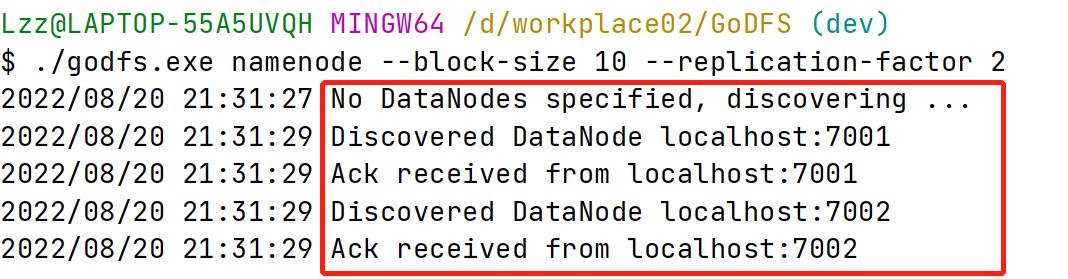 Lzz@LAPTOP-55A5UVQH MINGW64 /d/workplace02/GoDFS (dev)
$ ./godfs.exe namenode --block-size 10 --replication-factor 2
2022/08/20 21:31:27 No DataNodes specified, discovering ...
2022/08/20 21:31:29 Discovered DataNode localhost:7001
2022/08/20 21:31:29 Ack received from localhost:7001
2022/08/20 21:31:29 Discovered DataNode localhost:7002
2022/08/20 21:31:29 Ack received from localhost:7002